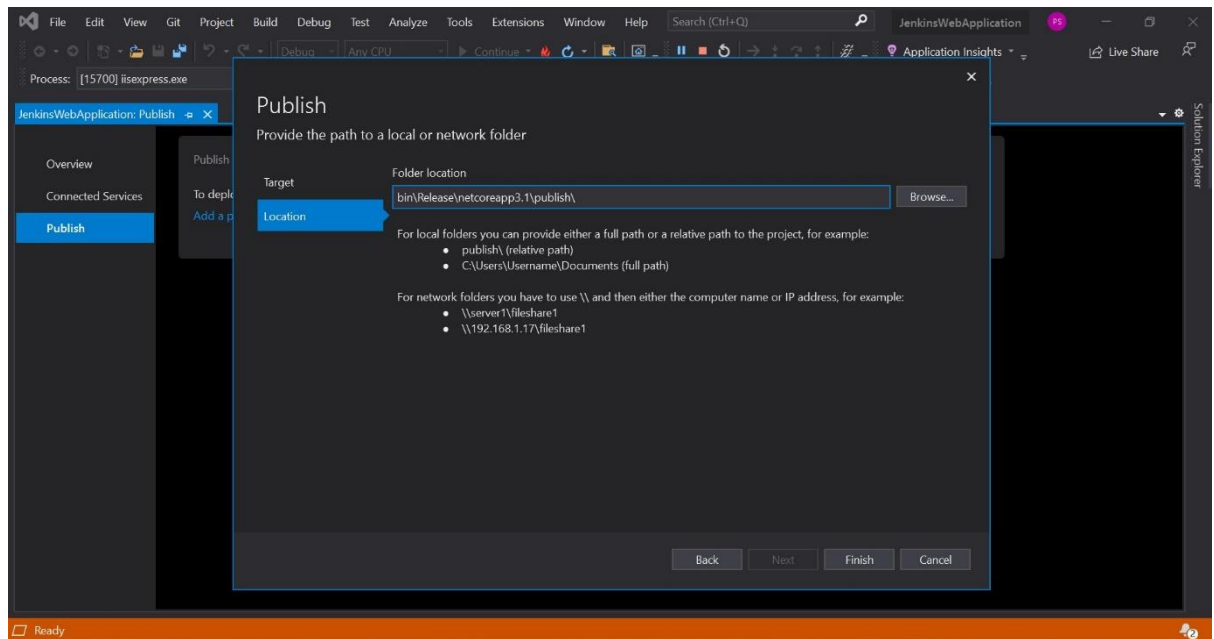 File Edit View Git Project Build Debug Test Analyze Tools Extensions Window Help Search (Ctrl+Q) JenkinsWebApplication PS
Debug Any CPU Continue Application Insights Live Share
Process: [15700] iisexpress.exe
JenkinsWebApplication: Publish
Solution Explorer
Overview
Connected Services
Publish
Publish
To deplo
Add a p
Publish
Provide the path to a local or network folder
Target
Location
Folder location
bin\Release\netcoreapp3.1\publish\
Browse...
For local folders you can provide either a full path or a relative path to the project, for example:
● publish\ (relative path)
● C:\Users\Username\Documents (full path)
For network folders you have to use \\ and then either the computer name or IP address, for example:
● \\server1\fileshare1
● \\192.168.1.17\fileshare1
Back Next Finish Cancel
Ready 2